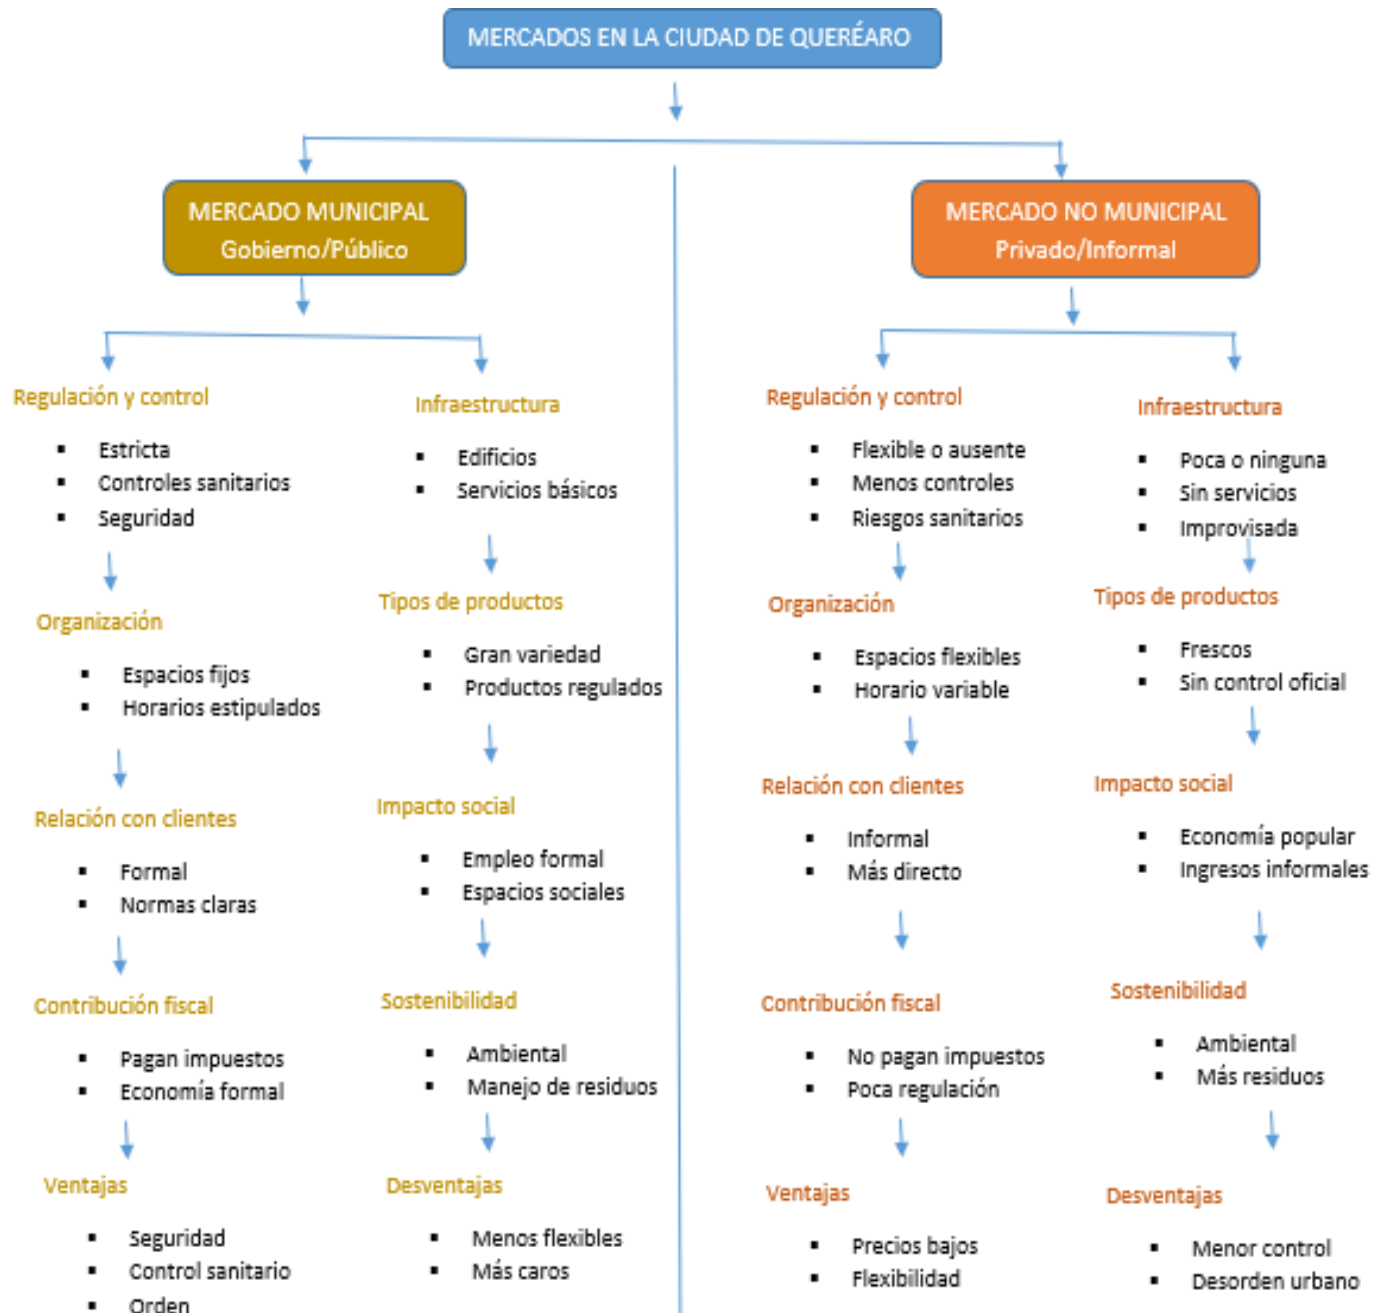 MERCADOS EN LA CIUDAD DE QUERÉARO
MERCADO MUNICIPAL
Gobierno/Público
Regulación y control
▪ Estricta
▪ Controles sanitarios
▪ Seguridad
Organización
▪ Espacios fijos
▪ Horarios estipulados
Relación con clientes
▪ Formal
▪ Normas claras
Contribución fiscal
▪ Pagan impuestos
▪ Economía formal
Ventajas
▪ Seguridad
▪ Control sanitario
▪ Orden
Infraestructura
▪ Edificios
▪ Servicios básicos
Tipos de productos
▪ Gran variedad
▪ Productos regulados
Impacto social
▪ Empleo formal
▪ Espacios sociales
Sostenibilidad
▪ Ambiental
▪ Manejo de residuos
Desventajas
▪ Menos flexibles
▪ Más caros
MERCADO NO MUNICIPAL
Privado/Informal
Regulación y control
▪ Flexible o ausente
▪ Menos controles
▪ Riesgos sanitarios
Organización
▪ Espacios flexibles
▪ Horario variable
Relación con clientes
▪ Informal
▪ Más directo
Contribución fiscal
▪ No pagan impuestos
▪ Poca regulación
Ventajas
▪ Precios bajos
▪ Flexibilidad
Infraestructura
▪ Poca o ninguna
▪ Sin servicios
▪ Improvisada
Tipos de productos
▪ Frescos
▪ Sin control oficial
Impacto social
▪ Economía popular
▪ Ingresos informales
Sostenibilidad
▪ Ambiental
▪ Más residuos
Desventajas
▪ Menor control
▪ Desorden urbano